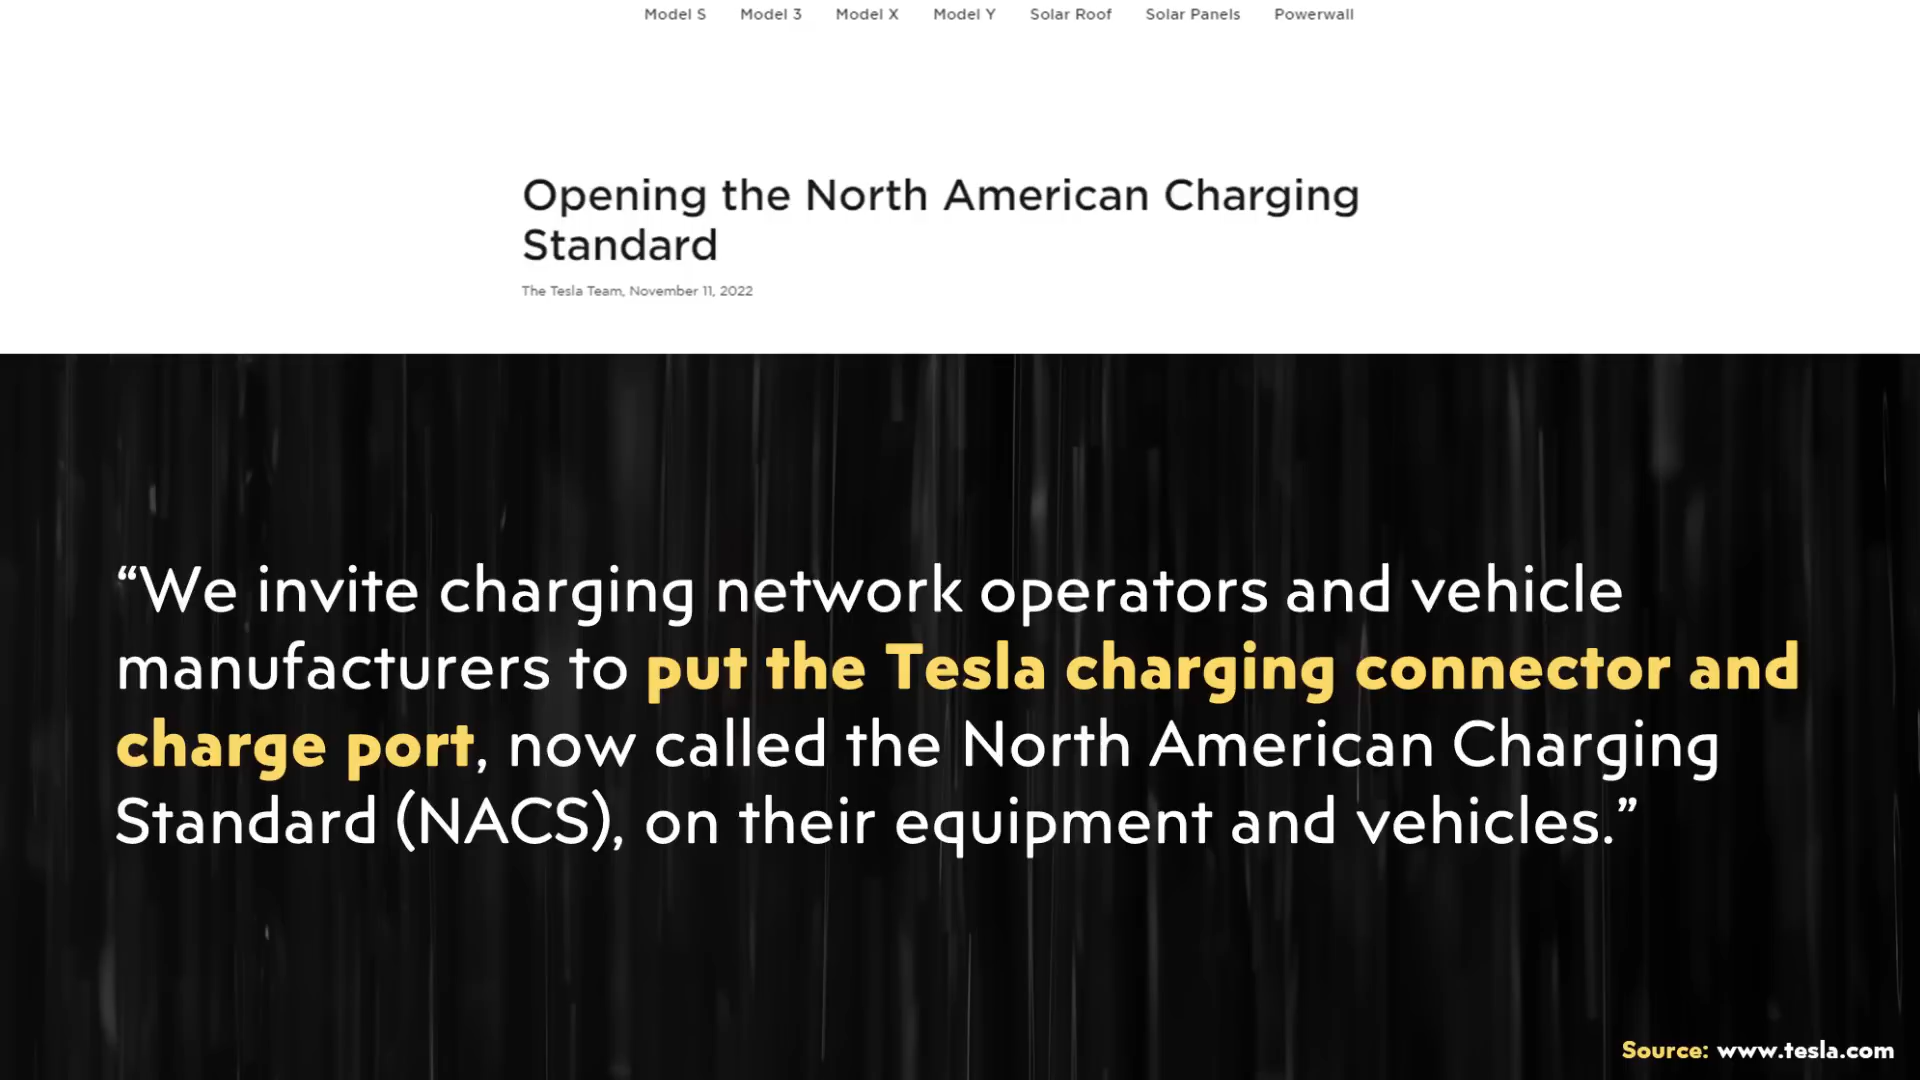 Model S Model 3 Model X Model Y Solar Roof Solar Panels Powerwall
Opening the North American Charging
Standard
The Tesla Team, November 11, 2022
“We invite charging network operators and vehicle
manufacturers to put the Tesla charging connector and
charge port, now called the North American Charging
Standard (NACS), on their equipment and vehicles.”
Source: www.tesla.com